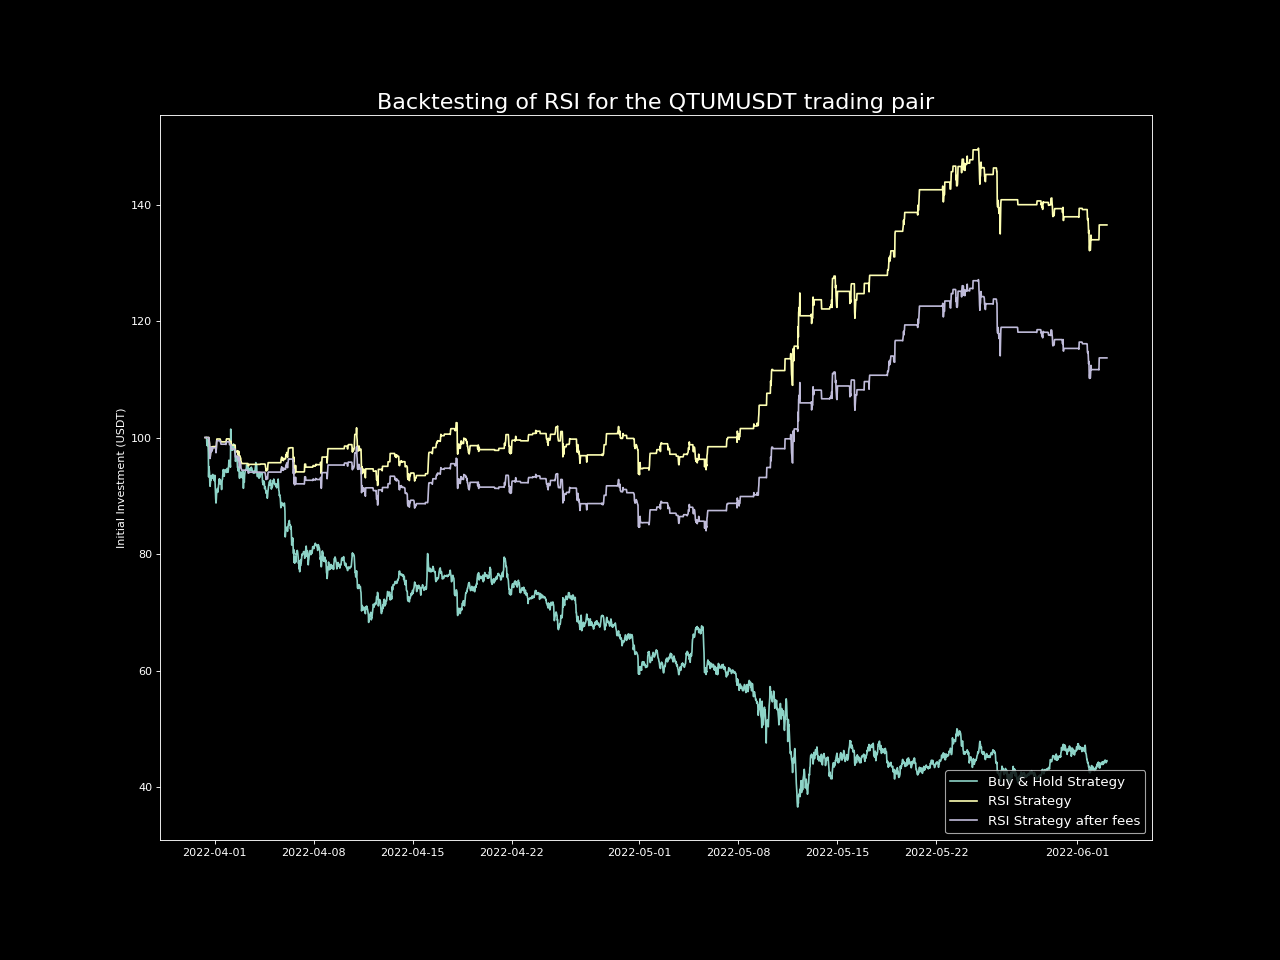 Backtesting of RSI for the QTUMUSDT trading pair
Initial Investment (USDT)
140
120
100
80
60
40
2022-04-01 2022-04-08 2022-04-15 2022-04-22 2022-05-01 2022-05-08 2022-05-15 2022-05-22 2022-06-01
Buy & Hold Strategy
RSI Strategy
RSI Strategy after fees